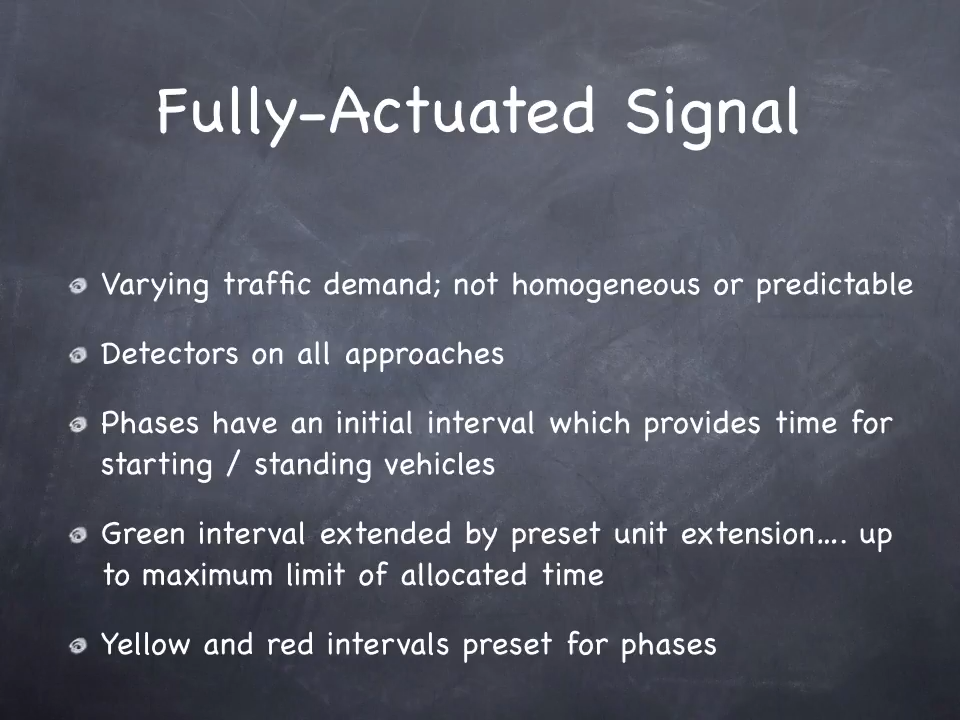 Fully-Actuated Signal
Varying traffic demand; not homogeneous or predictable
Detectors on all approaches
Phases have an initial interval which provides time for
starting / standing vehicles
Green interval extended by preset unit extension.... up
to maximum limit of allocated time
Yellow and red intervals preset for phases